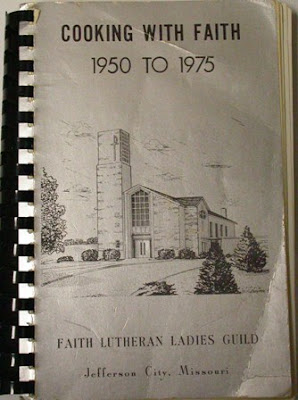 COOKING WITH FAITH
1950 TO 1975
FAITH LUTHERAN LADIES GUILD
Jefferson City, Missouri